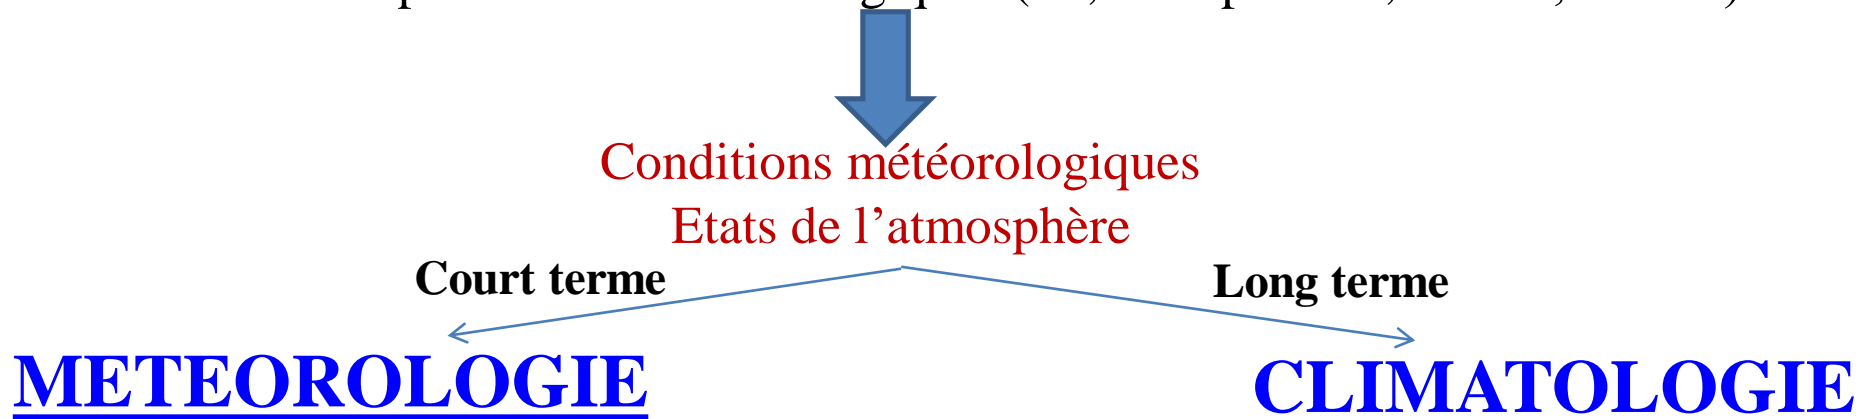 Conditions météorologiques
Etats de l’atmosphère
Court terme
Long terme
METEOROLOGIE
CLIMATOLOGIE